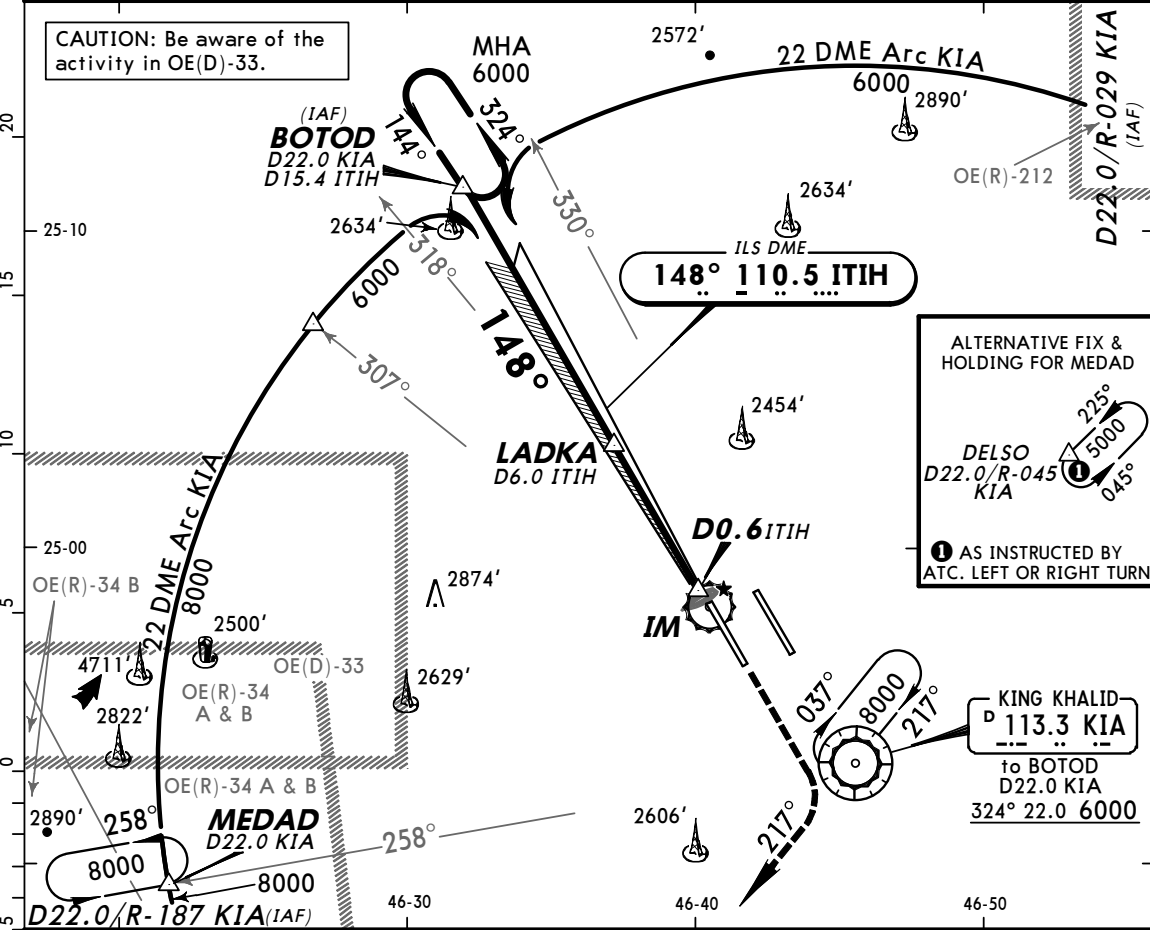 CAUTION: Be aware of the
activity in OE(D)-33.
MHA
6000
2572'
22 DME Arc KIA
6000
2890'
D22.0/R-029 KIA
(IAF)
OE(R)-212
(IAF)
BOTOD
D22.0 KIA
D15.4 ITIH
144°
324°
20
2634'
330°
2634'
25-10
318°
6000
ILS DME
148° 110.5 ITIH
15
148°
307°
ALTERNATIVE FIX &
HOLDING FOR MEDAD
225°
5000
045°
DELSO
D22.0/R-045
KIA
1
1 AS INSTRUCTED BY
ATC. LEFT OR RIGHT TURN
2454'
10
LADKA
D6.0 ITIH
22 DME Arc KIA
8000
D0.6 ITIH
25-00
OE(R)-34 B
2874'
5
IM
2500'
4711'
OE(D)-33
OE(R)-34
A & B
2629'
2822'
037°
8000
217°
KING KHALID
D 113.3 KIA
to BOTOD
D22.0 KIA
324° 22.0 6000
0
OE(R)-34 A & B
2890'
258°
MEDAD
D22.0 KIA
258°
2606'
217°
8000
8000
D22.0/R-187 KIA (IAF)
46-30
46-40
46-50
5